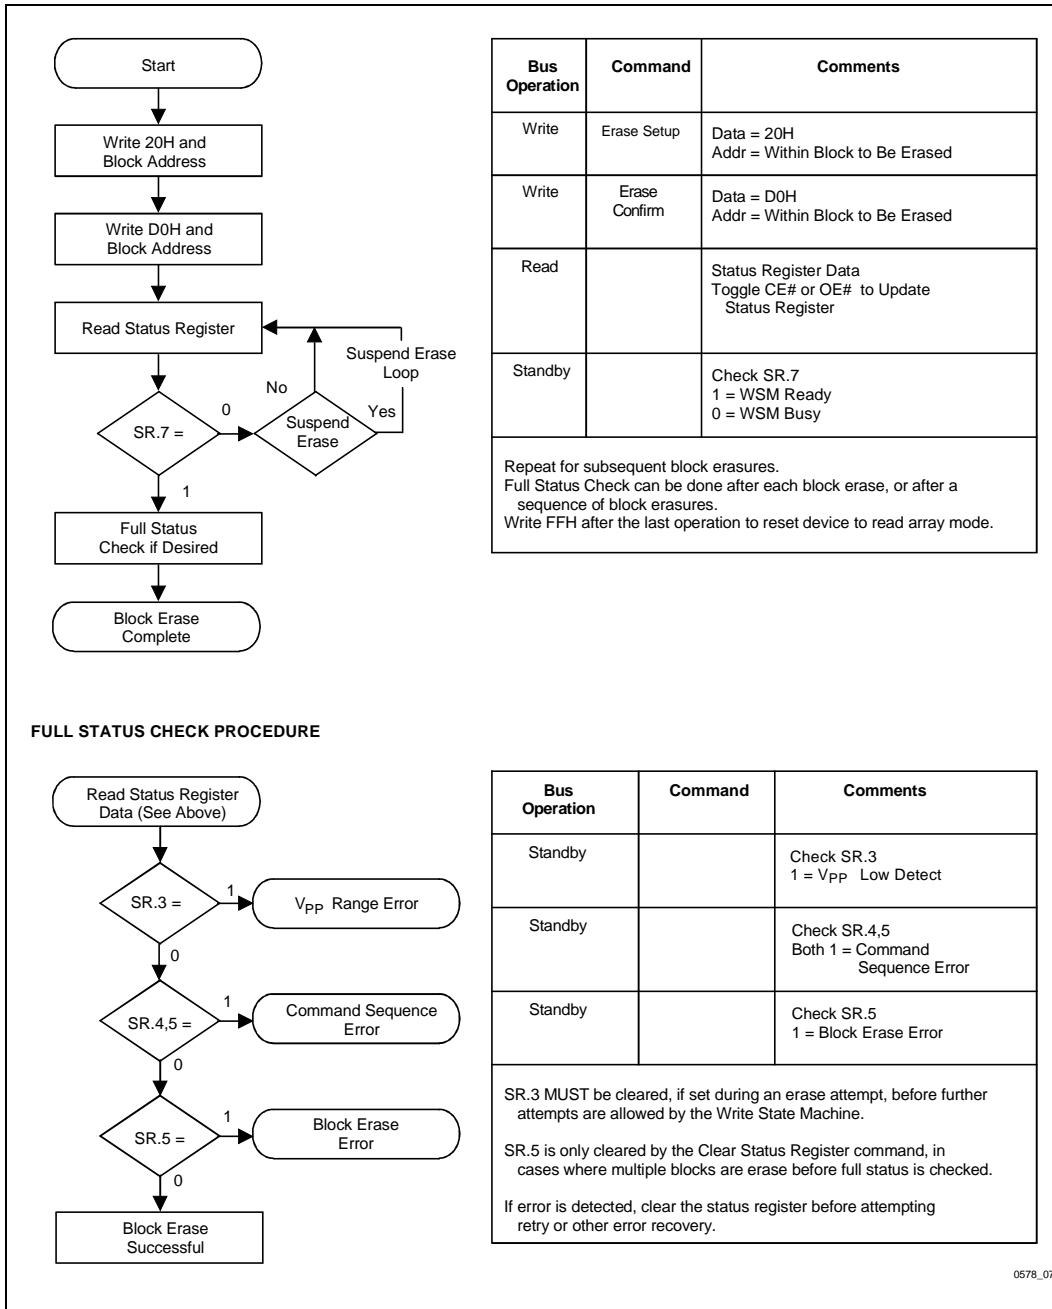 Start
Write 20H and
Block Address
Write D0H and
Block Address
Read Status Register
Suspend Erase
Loop
No
Yes
0
SR.7 =
Suspend
Erase
1
Full Status
Check if Desired
Block Erase
Complete
Bus
Operation
Command
Comments
Write
Erase Setup
Data = 20H
Addr = Within Block to Be Erased
Write
Erase
Confirm
Data = D0H
Addr = Within Block to Be Erased
Read
Status Register Data
Toggle CE# or OE# to Update
Status Register
Standby
Check SR.7
1 = WSM Ready
0 = WSM Busy
Repeat for subsequent block erasures.
Full Status Check can be done after each block erase, or after a
sequence of block erasures.
Write FFH after the last operation to reset device to read array mode.
FULL STATUS CHECK PROCEDURE
Read Status Register
Data (See Above)
SR.3 =
1
VPP Range Error
0
SR.4,5 =
1
Command Sequence
Error
0
SR.5 =
1
Block Erase
Error
0
Block Erase
Successful
Bus
Operation
Command
Comments
Standby
Check SR.3
1 = VPP Low Detect
Standby
Check SR.4,5
Both 1 = Command
Sequence Error
Standby
Check SR.5
1 = Block Erase Error
SR.3 MUST be cleared, if set during an erase attempt, before further
attempts are allowed by the Write State Machine.
SR.5 is only cleared by the Clear Status Register command, in
cases where multiple blocks are erase before full status is checked.
If error is detected, clear the status register before attempting
retry or other error recovery.
0578_07